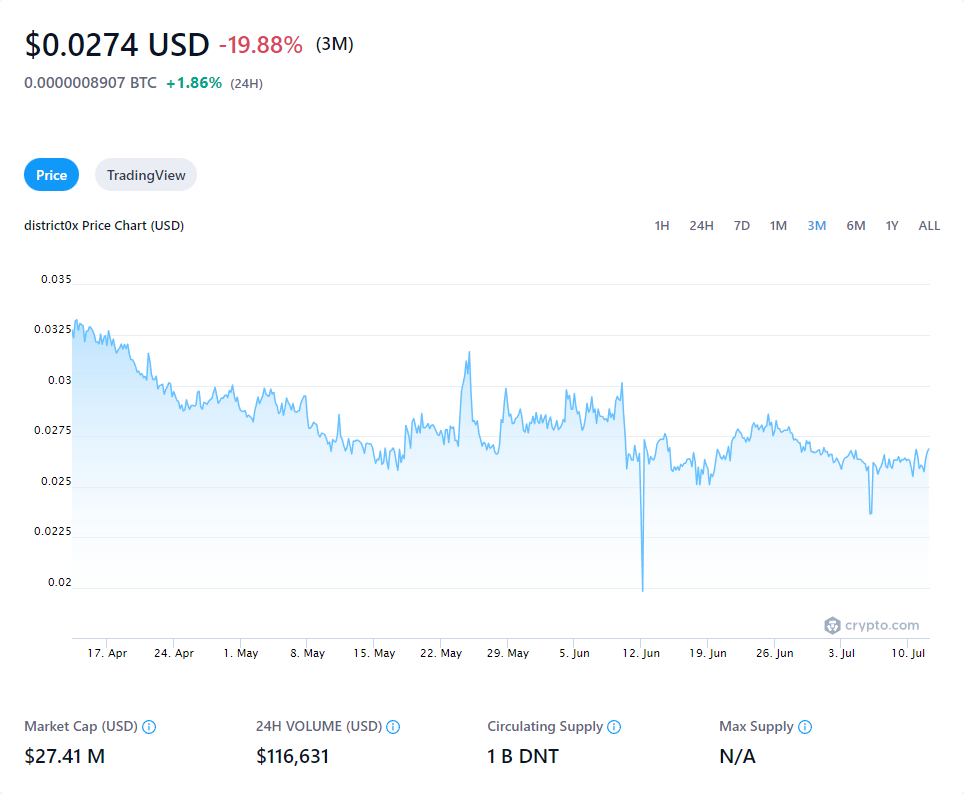 $0.0274 USD -19.88% (3M)
0.0000008907 BTC +1.86% (24H)
Price TradingView
district0x Price Chart (USD) 1H 24H 7D 1M 3M 6M 1Y ALL
0.035
0.0325
0.03
0.0275
0.025
0.0225
0.02
crypto.com
17. Apr 24. Apr 1. May 8. May 15. May 22. May 29. May 5. Jun 12. Jun 19. Jun 26. Jun 3. Jul 10. Jul
Market Cap (USD) 24H VOLUME (USD) Circulating Supply Max Supply
$27.41 M $116,631 1 B DNT N/A